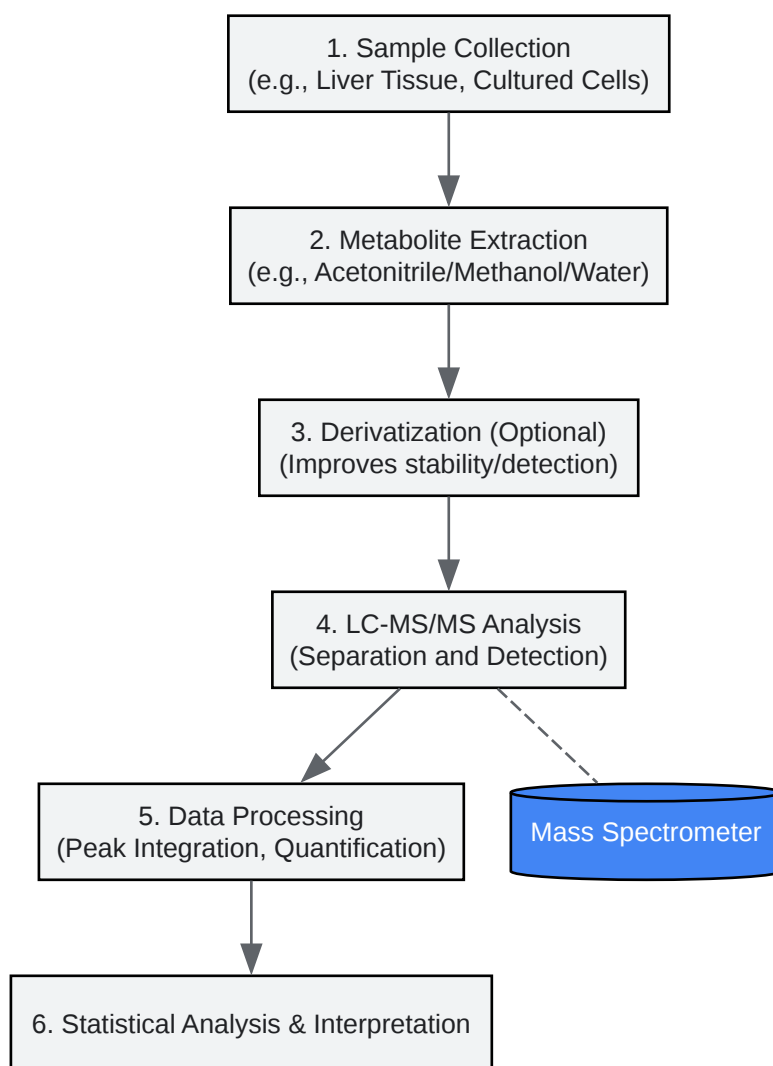 1. Sample Collection
(e.g., Liver Tissue, Cultured Cells)
2. Metabolite Extraction
(e.g., Acetonitrile/Methanol/Water)
3. Derivatization (Optional)
(Improves stability/detection)
4. LC-MS/MS Analysis
(Separation and Detection)
5. Data Processing
(Peak Integration, Quantification)
Mass Spectrometer
6. Statistical Analysis & Interpretation